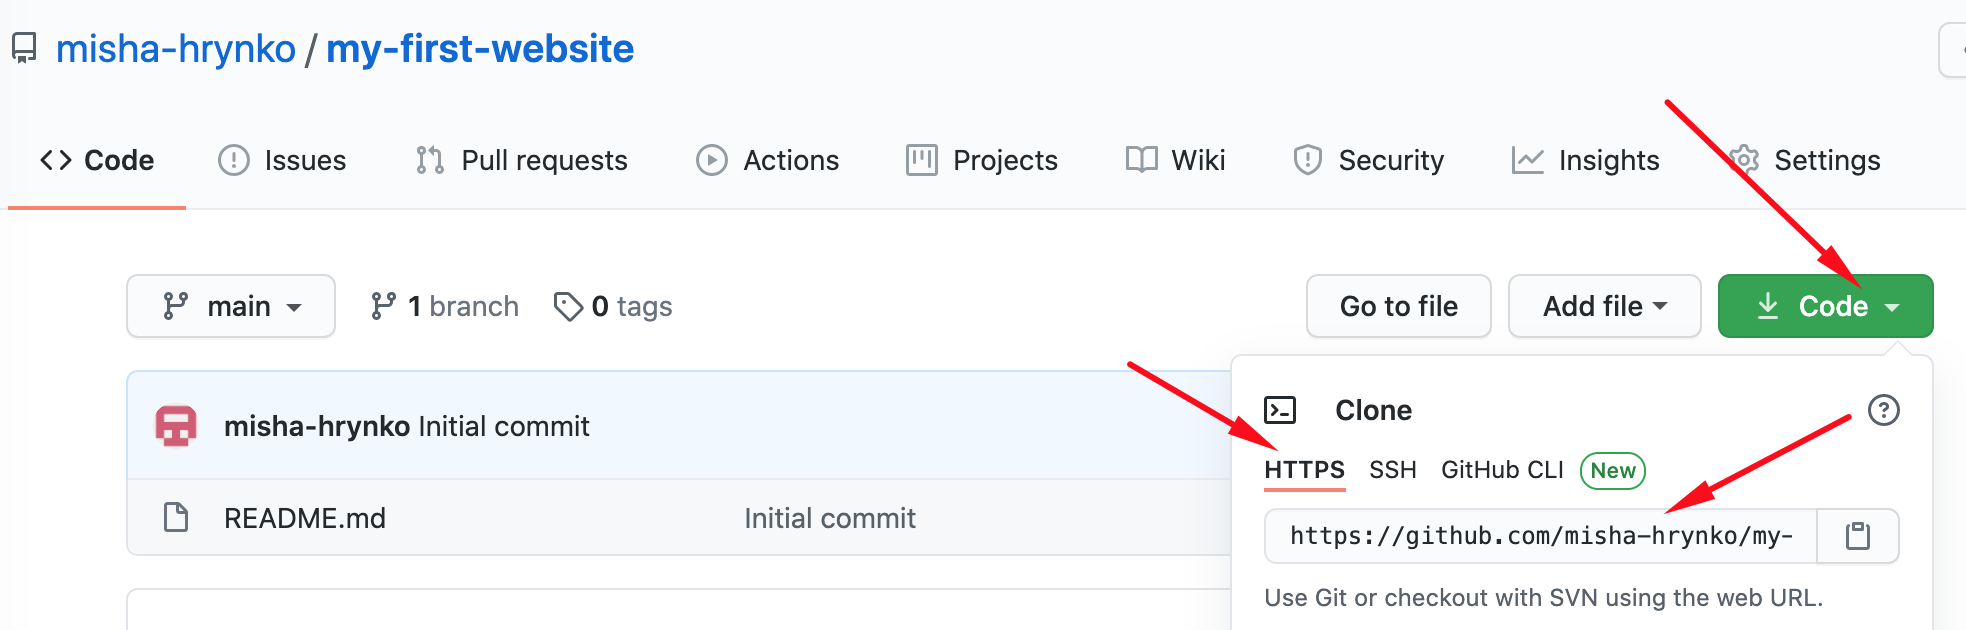 misha-hrynko / my-first-website
Code Issues Pull requests Actions Projects Wiki Security Insights Settings
main 1 branch 0 tags Go to file Add file Code
misha-hrynko Initial commit
README.md Initial commit
Clone
HTTPS SSH GitHub CLI New
https://github.com/misha-hrynko/my-
Use Git or checkout with SVN using the web URL.